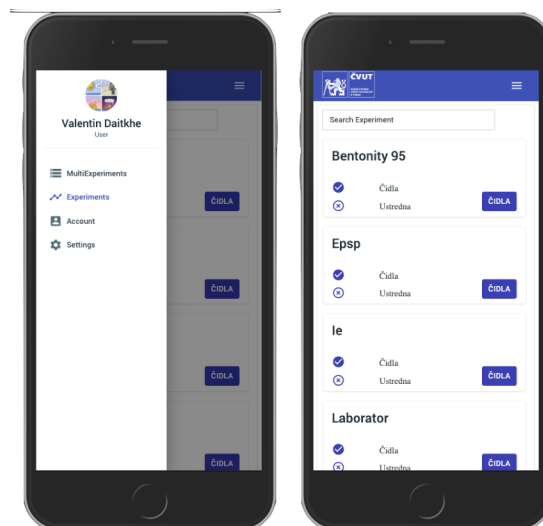 Valentin Daitkhe
User
MultiExperiments
Experiments
Account
Settings
ČIDLA
ČIDLA
ČIDLA
ČIDLA
ČVUT
Search Experiment
Bentonity 95
Čidla
Ustredna
ČIDLA
Epsp
Čidla
Ustredna
ČIDLA
Ie
Čidla
Ustredna
ČIDLA
Laborator
Čidla
Ustredna
ČIDLA